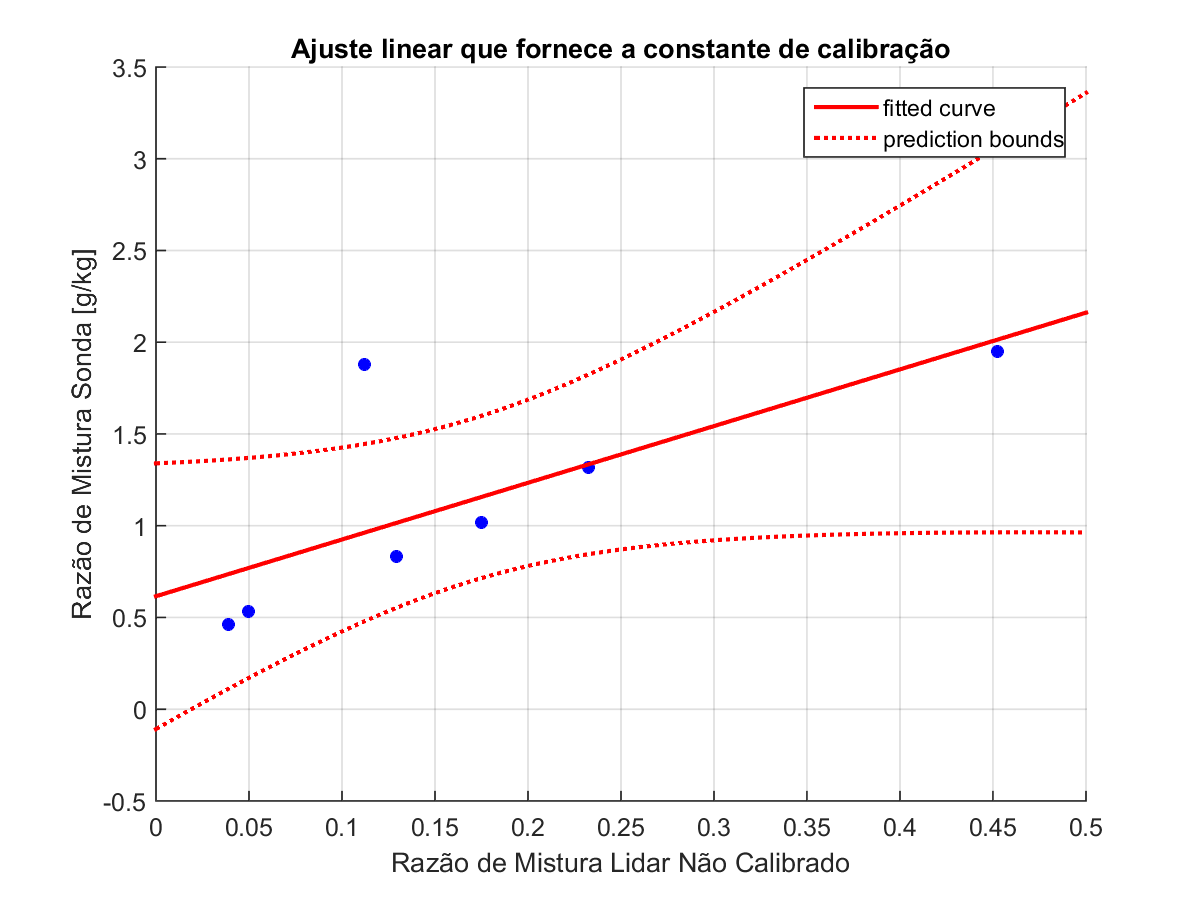 Ajuste linear que fornece a constante de calibração
fitted curve
prediction bounds
Razão de Mistura Sonda [g/kg]
3.5
3
2.5
2
1.5
1
0.5
0
-0.5
0 0.05 0.1 0.15 0.2 0.25 0.3 0.35 0.4 0.45 0.5
Razão de Mistura Lidar Não Calibrado